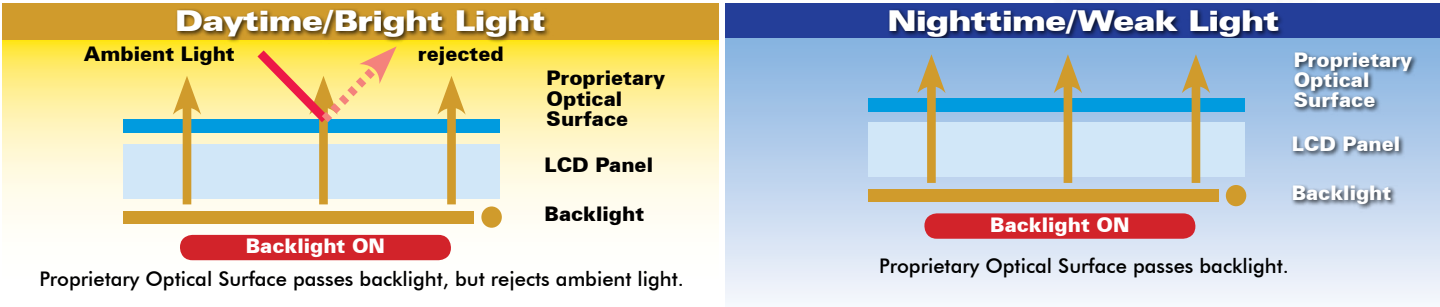 Daytime/Bright Light
Ambient Light
rejected
Proprietary
Optical
Surface
LCD Panel
Backlight
Backlight ON
Proprietary Optical Surface passes backlight, but rejects ambient light.
Nighttime/Weak Light
Proprietary
Optical
Surface
LCD Panel
Backlight
Backlight ON
Proprietary Optical Surface passes backlight.